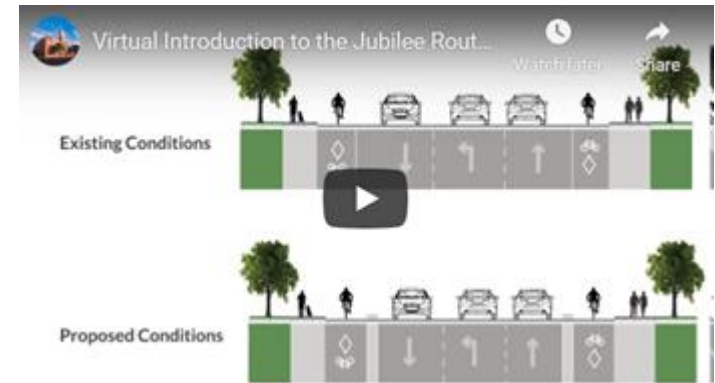 Virtual Introduction to the Jubilee Rout...
Watch later
Share
Existing Conditions
Proposed Conditions